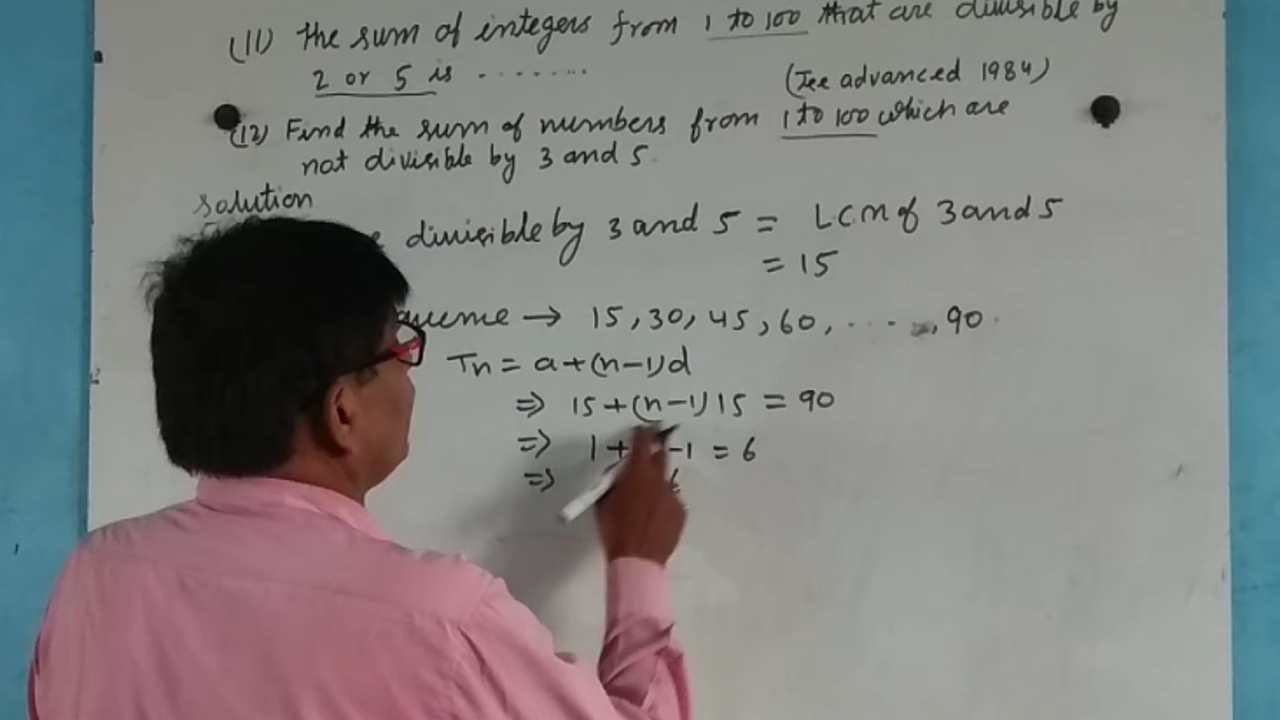 (11) the sum of integers from 1 to 100 that are divisible by
2 or 5 is .......
(Jee advanced 1984)
(12) Find the sum of numbers from 1 to 100 which are
not divisible by 3 and 5.
solution
divisible by 3 and 5 = LCM of 3 and 5
= 15
→ 15, 30, 45, 60, ....., 90
Tn = a+(n-1)d
⇒ 15+(n-1)15 = 90
⇒ 1+ -1 = 6
⇒